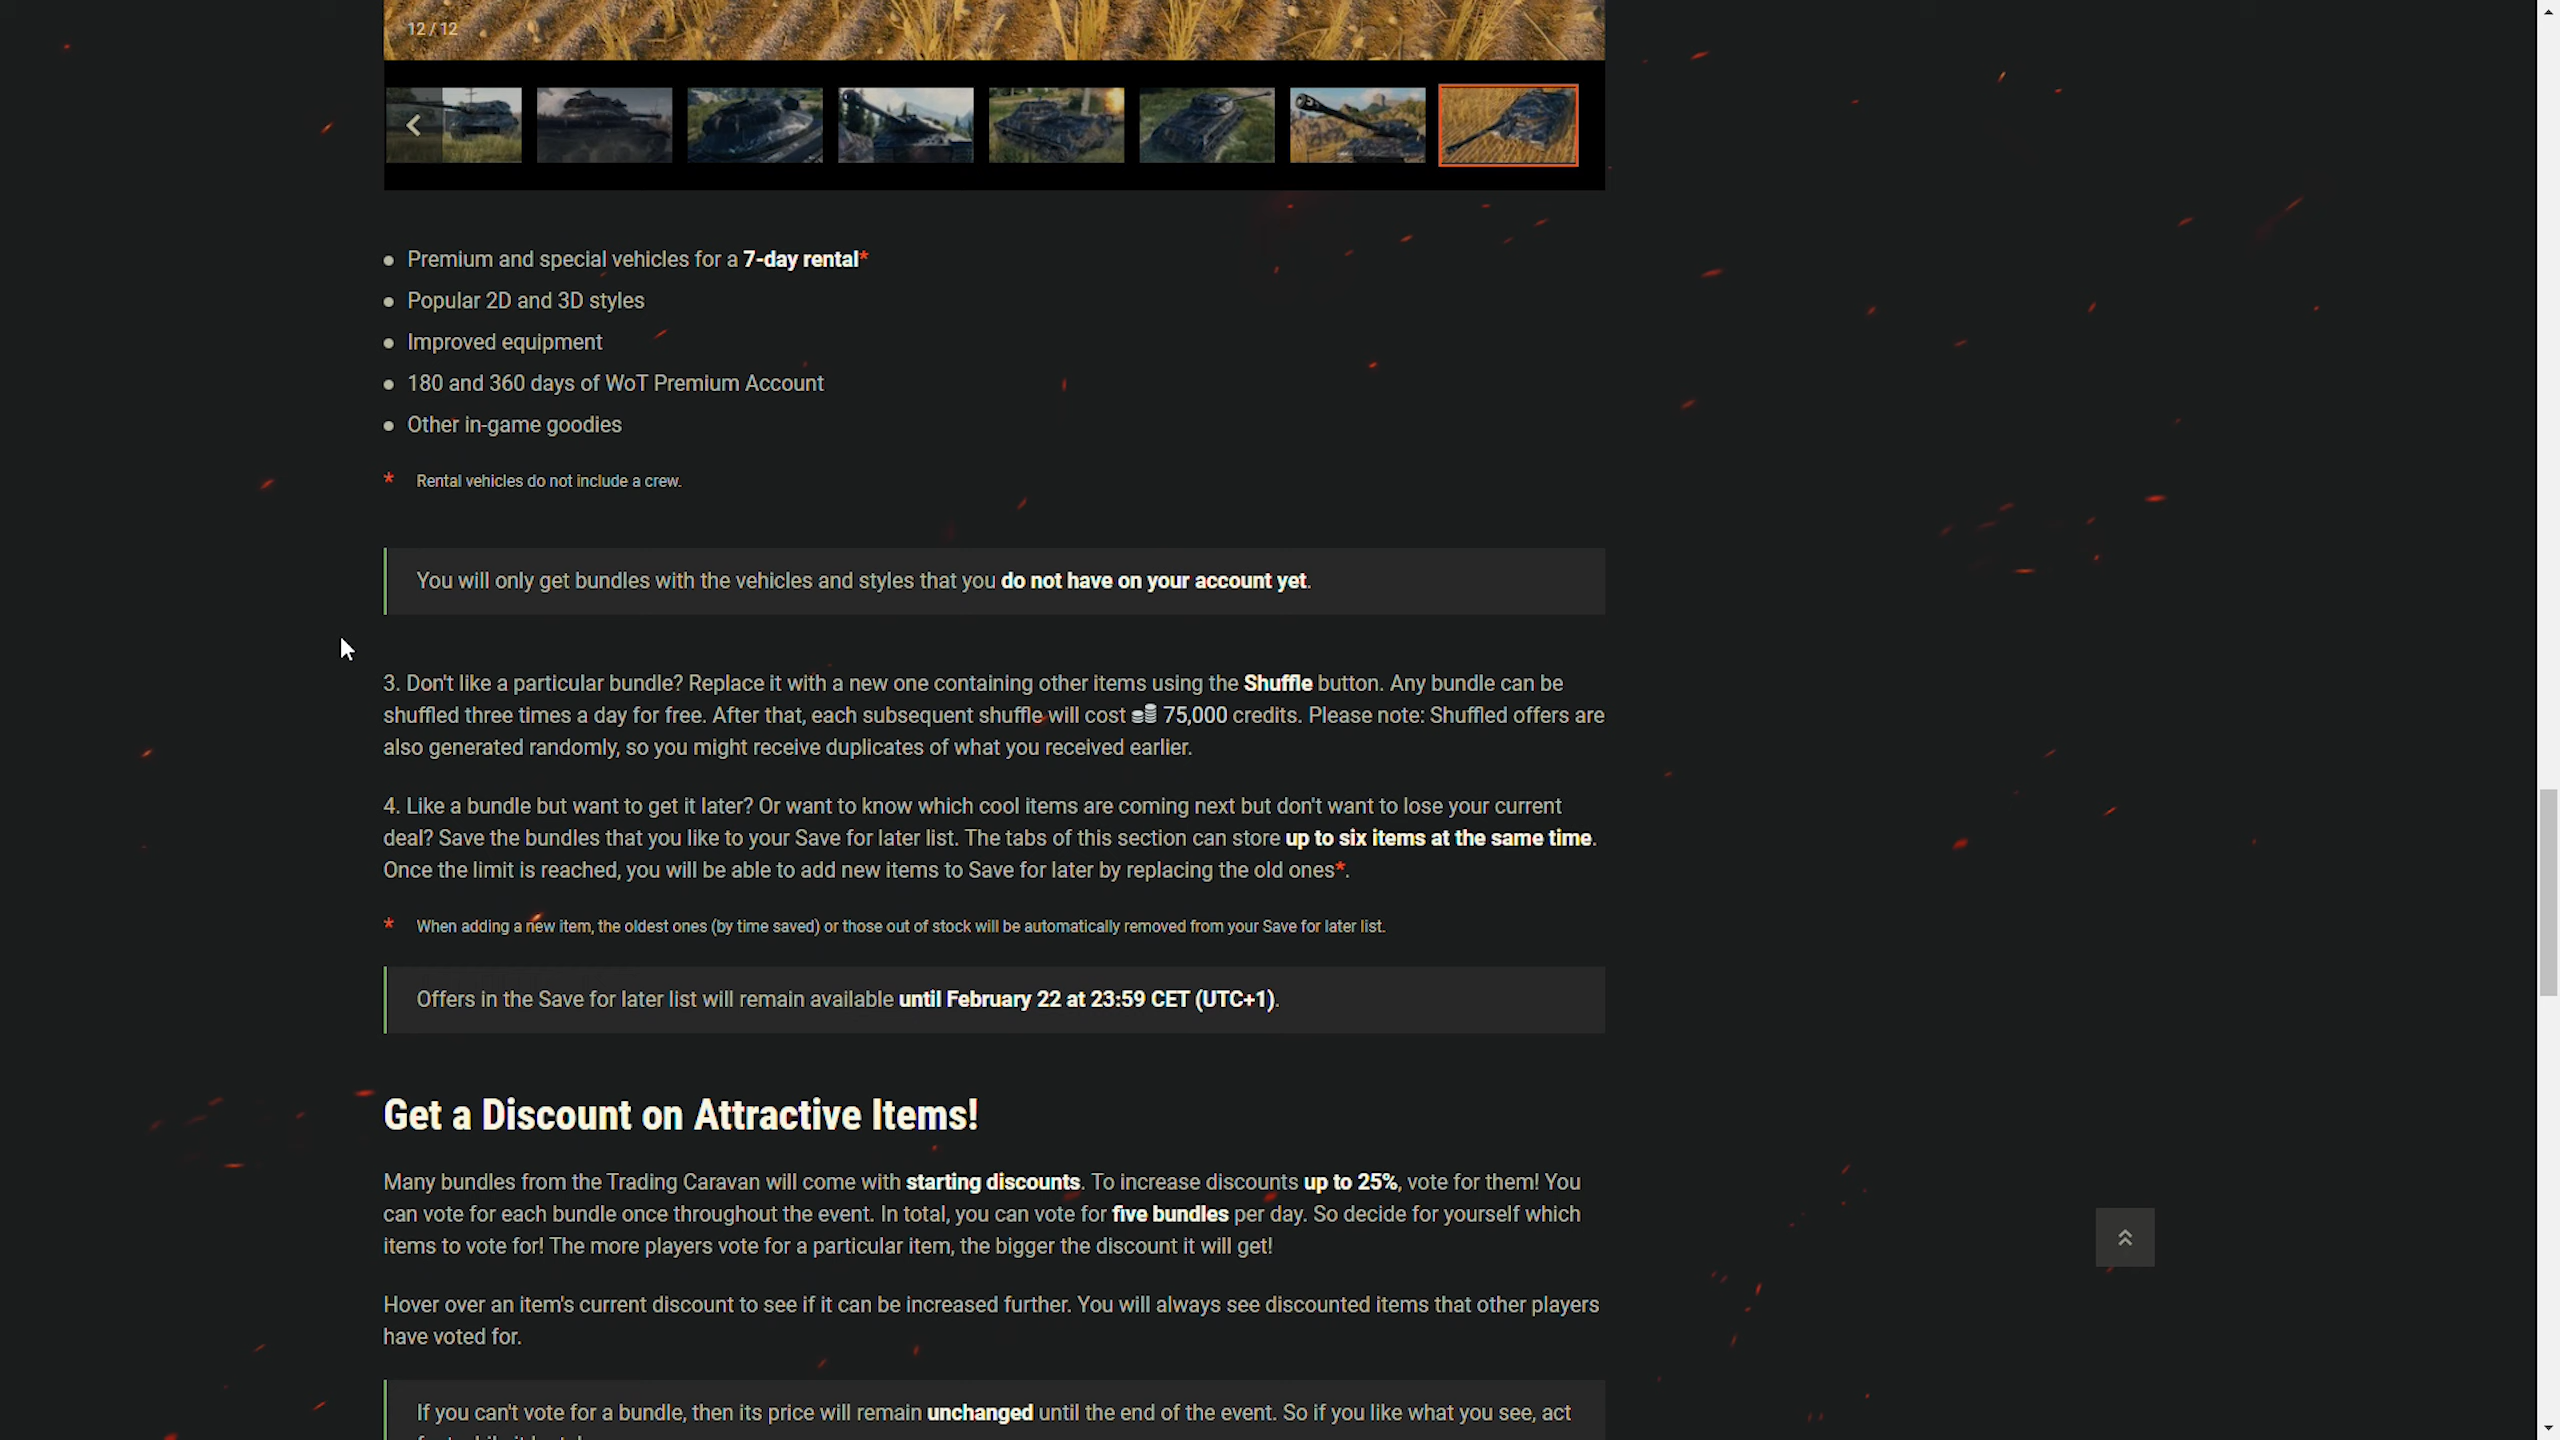 12 / 12
Premium and special vehicles for a 7-day rental*
Popular 2D and 3D styles
Improved equipment
180 and 360 days of WoT Premium Account
Other in-game goodies
* Rental vehicles do not include a crew.
You will only get bundles with the vehicles and styles that you do not have on your account yet.
3. Don't like a particular bundle? Replace it with a new one containing other items using the Shuffle button. Any bundle can be
shuffled three times a day for free. After that, each subsequent shuffle will cost 75,000 credits. Please note: Shuffled offers are
also generated randomly, so you might receive duplicates of what you received earlier.
4. Like a bundle but want to get it later? Or want to know which cool items are coming next but don't want to lose your current
deal? Save the bundles that you like to your Save for later list. The tabs of this section can store up to six items at the same time.
Once the limit is reached, you will be able to add new items to Save for later by replacing the old ones*.
* When adding a new item, the oldest ones (by time saved) or those out of stock will be automatically removed from your Save for later list.
Offers in the Save for later list will remain available until February 22 at 23:59 CET (UTC+1).
Get a Discount on Attractive Items!
Many bundles from the Trading Caravan will come with starting discounts. To increase discounts up to 25%, vote for them! You
can vote for each bundle once throughout the event. In total, you can vote for five bundles per day. So decide for yourself which
items to vote for! The more players vote for a particular item, the bigger the discount it will get!
Hover over an item's current discount to see if it can be increased further. You will always see discounted items that other players
have voted for.
If you can't vote for a bundle, then its price will remain unchanged until the end of the event. So if you like what you see, act